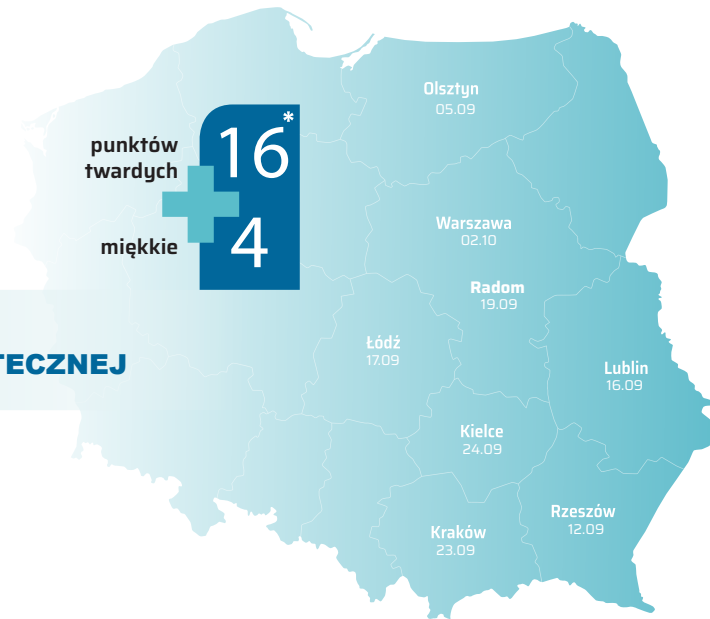 punktów
twardych
16*
miękkie
4
TECZNEJ
Olsztyn
05.09
Warszawa
02.10
Radom
19.09
Łódź
17.09
Lublin
16.09
Kielce
24.09
Rzeszów
12.09
Kraków
23.09